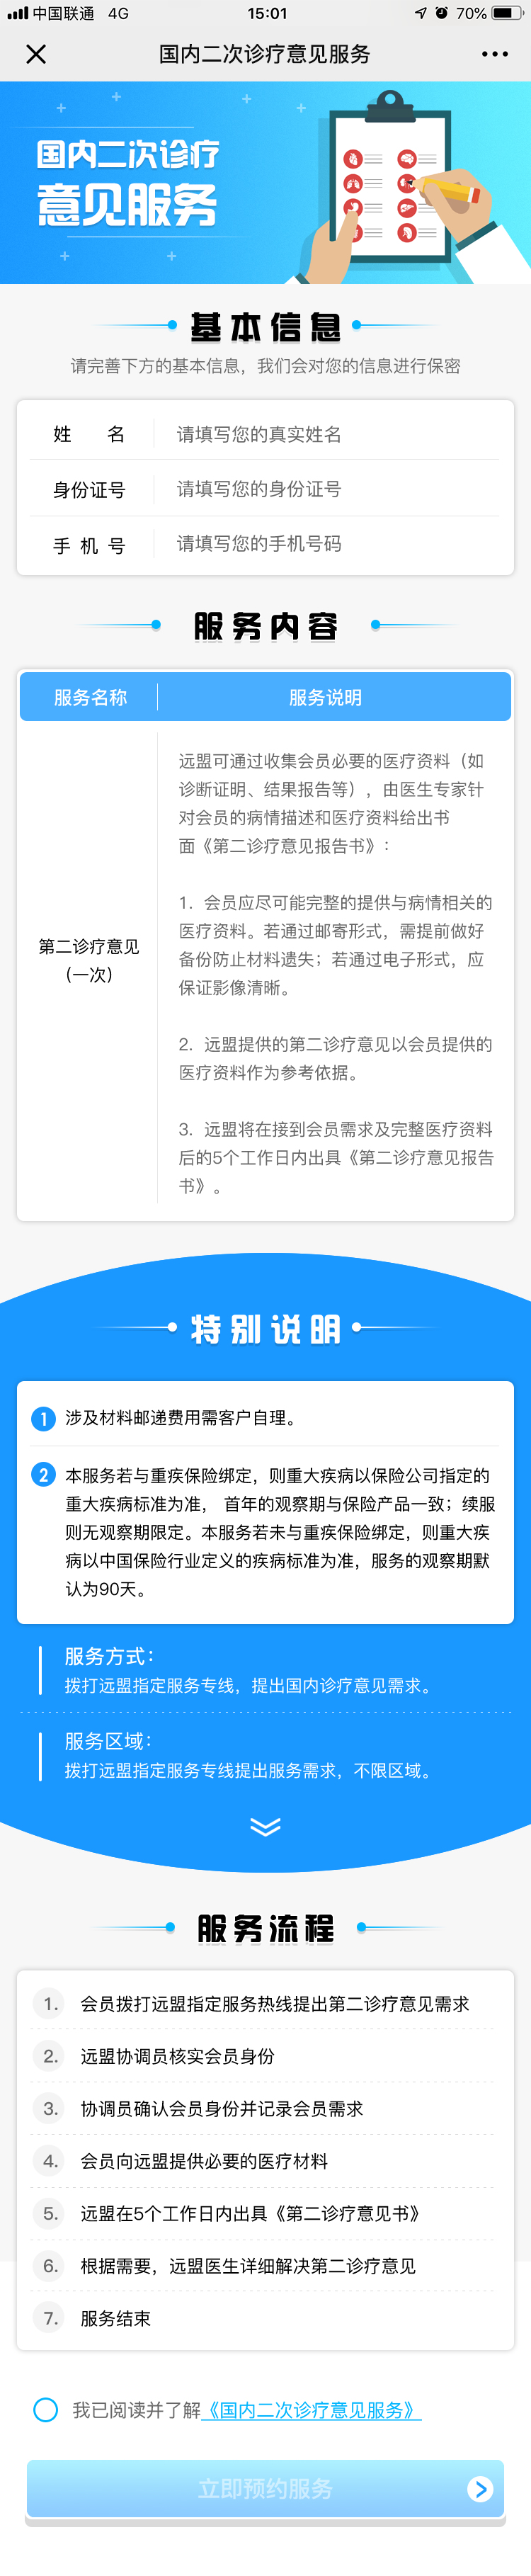 中国联通 4G 15:01 70%
国内二次诊疗意见服务
国内二次诊疗
意见服务
基本信息
请完善下方的基本信息，我们会对您的信息进行保密
姓 名 请填写您的真实姓名
身份证号 请填写您的身份证号
手 机 号 请填写您的手机号码
服务内容
服务名称 服务说明
远盟可通过收集会员必要的医疗资料（如
诊断证明、结果报告等），由医生专家针
对会员的病情描述和医疗资料给出书
面《第二诊疗意见报告书》：
1. 会员应尽可能完整的提供与病情相关的
医疗资料。若通过邮寄形式，需提前做好
备份防止材料遗失；若通过电子形式，应
保证影像清晰。
第二诊疗意见
（一次）
2. 远盟提供的第二诊疗意见以会员提供的
医疗资料作为参考依据。
3. 远盟将在接到会员需求及完整医疗资料
后的5个工作日内出具《第二诊疗意见报告
书》。
特别说明
1 涉及材料邮递费用需客户自理。
2 本服务若与重疾保险绑定，则重大疾病以保险公司指定的
重大疾病标准为准， 首年的观察期与保险产品一致；续服
则无观察期限定。本服务若未与重疾保险绑定，则重大疾
病以中国保险行业定义的疾病标准为准，服务的观察期默
认为90天。
服务方式：
拨打远盟指定服务专线，提出国内诊疗意见需求。
服务区域：
拨打远盟指定服务专线提出服务需求，不限区域。
服务流程
1. 会员拨打远盟指定服务热线提出第二诊疗意见需求
2. 远盟协调员核实会员身份
3. 协调员确认会员身份并记录会员需求
4. 会员向远盟提供必要的医疗材料
5. 远盟在5个工作日内出具《第二诊疗意见书》
6. 根据需要，远盟医生详细解决第二诊疗意见
7. 服务结束
我已阅读并了解《国内二次诊疗意见服务》
立即预约服务